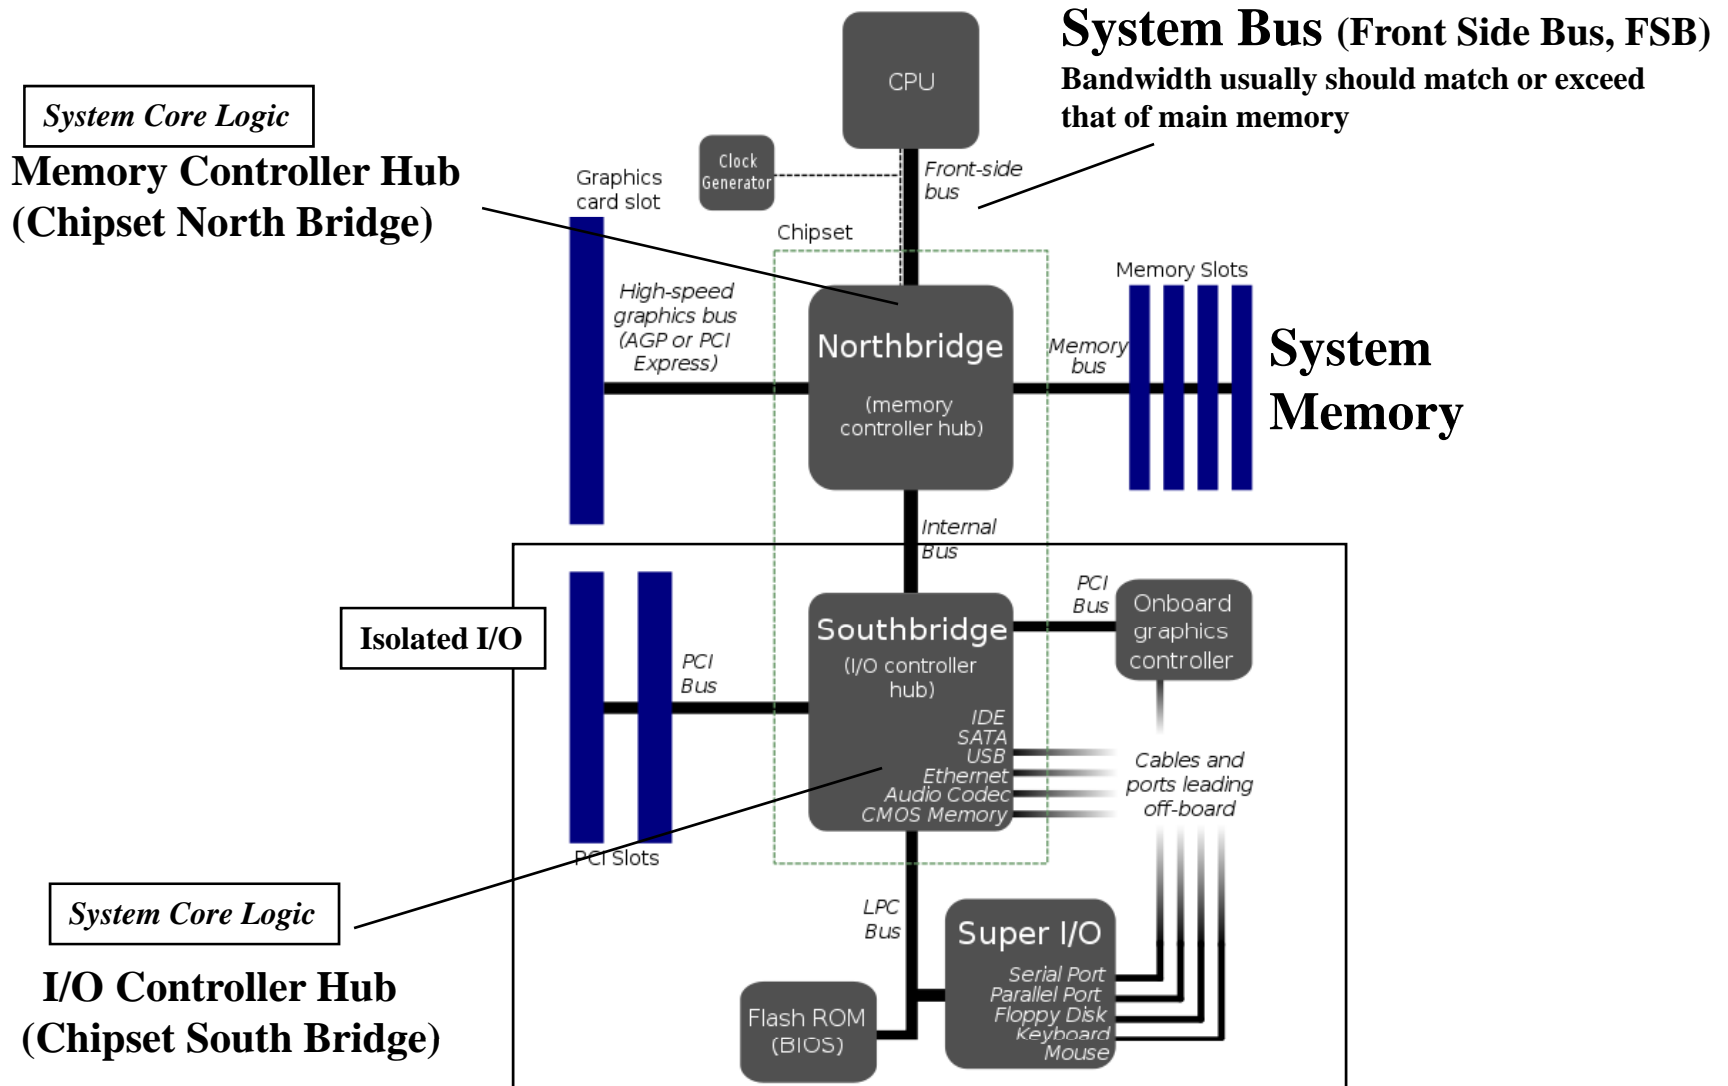 System Bus (Front Side Bus, FSB)
Bandwidth usually should match or exceed
that of main memory
CPU
System Core Logic
Memory Controller Hub
(Chipset North Bridge)
Clock
Generator
Front-side
bus
Graphics
card slot
Chipset
High-speed
graphics bus
(AGP or PCI
Express)
Northbridge
(memory
controller hub)
Memory Slots
Memory
bus
System
Memory
Internal
Bus
Isolated I/O
PCI
Bus
PCI Slots
Southbridge
(I/O controller
hub)
IDE
SATA
USB
Ethernet
Audio Codec
CMOS Memory
PCI
Bus
Onboard
graphics
controller
Cables and
ports leading
off-board
System Core Logic
I/O Controller Hub
(Chipset South Bridge)
LPC
Bus
Super I/O
Serial Port
Parallel Port
Floppy Disk
Keyboard
Mouse
Flash ROM
(BIOS)